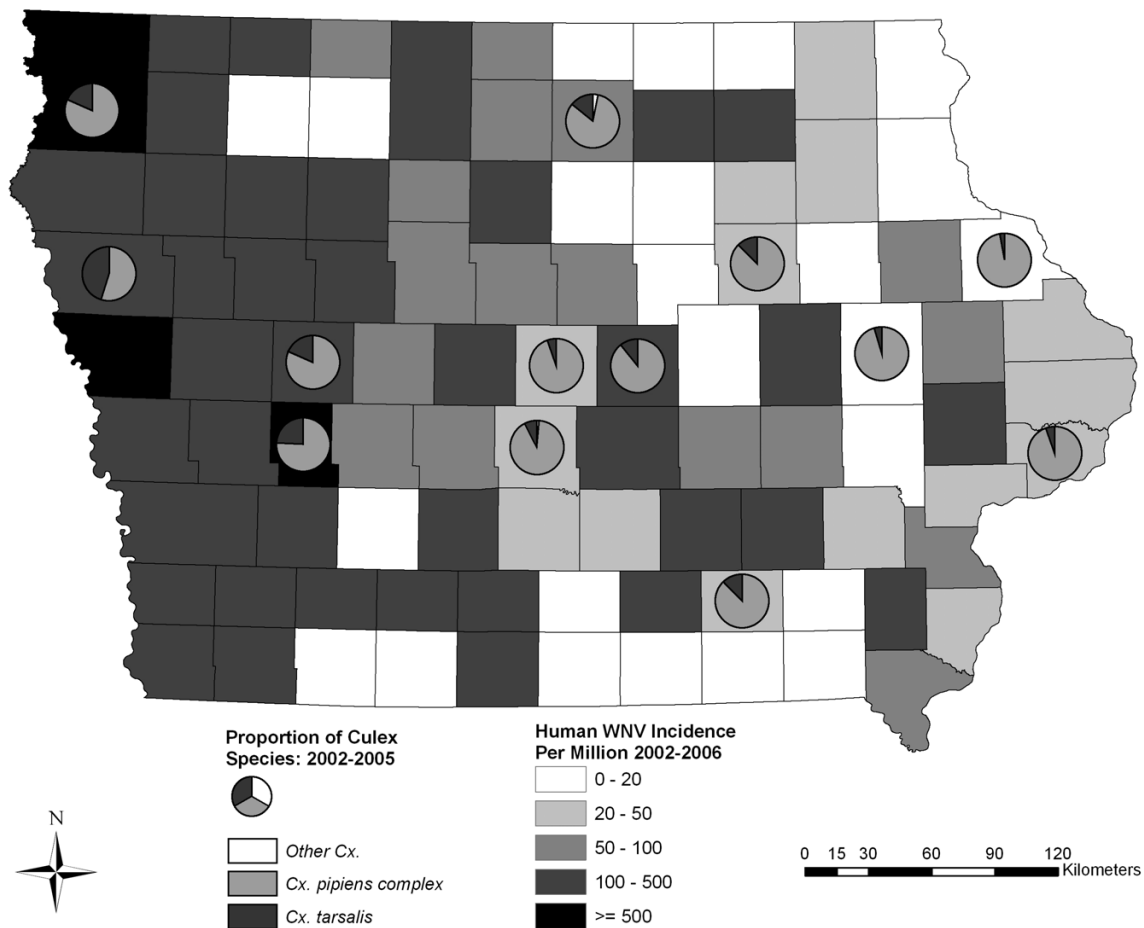 Proportion of Culex
Species: 2002-2005
Other Cx.
Cx. pipiens complex
Cx. tarsalis
Human WNV Incidence
Per Million 2002-2006
0 - 20
20 - 50
50 - 100
100 - 500
>= 500
N
0 15 30 60 90 120
Kilometers